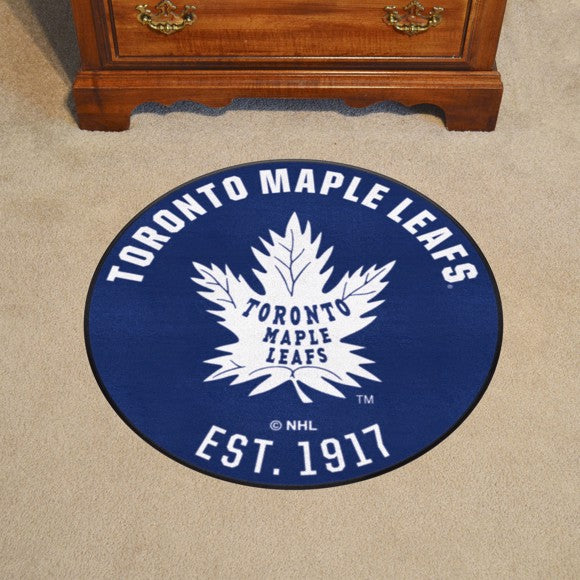 TORONTO MAPLE LEAFS®
TORONTO
MAPLE
LEAFS
TM
© NHL
EST. 1917